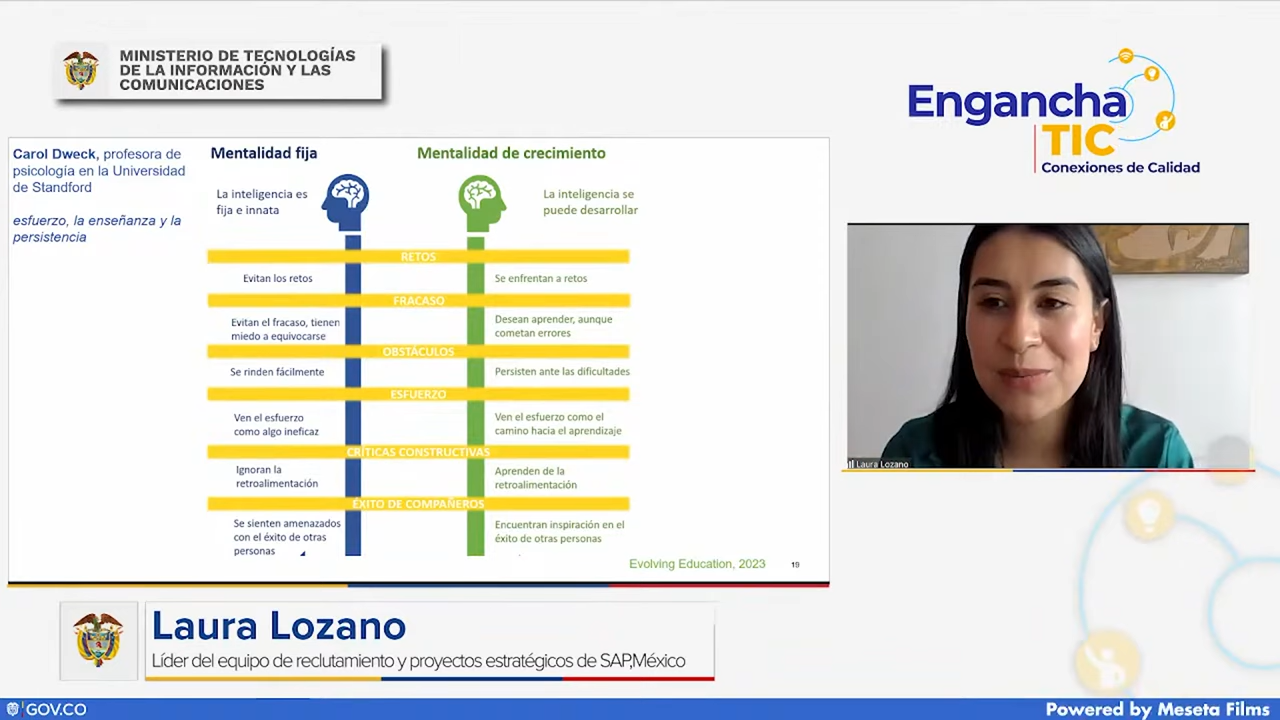 MINISTERIO DE TECNOLOGÍAS
DE LA INFORMACIÓN Y LAS
COMUNICACIONES
Engancha
TIC
Conexiones de Calidad
Carol Dweck, profesora de
psicología en la Universidad
de Standford
esfuerzo, la enseñanza y la
persistencia
Mentalidad fija
Mentalidad de crecimiento
La inteligencia es
fija e innata
La inteligencia se
puede desarrollar
RETOS
Evitan los retos
Se enfrentan a retos
FRACASO
Evitan el fracaso, tienen
miedo a equivocarse
Desean aprender, aunque
cometan errores
OBSTÁCULOS
Se rinden fácilmente
Persisten ante las dificultades
ESFUERZO
Ven el esfuerzo
como algo ineficaz
Ven el esfuerzo como el
camino hacia el aprendizaje
CRÍTICAS CONSTRUCTIVAS
Ignoran la
retroalimentación
Aprenden de la
retroalimentación
ÉXITO DE COMPAÑEROS
Se sienten amenazados
con el éxito de otras
personas
Encuentran inspiración en el
éxito de otras personas
Evolving Education, 2023
19
Laura Lozano
Laura Lozano
Líder del equipo de reclutamiento y proyectos estratégicos de SAP,México
GOV.CO
Powered by Meseta Films